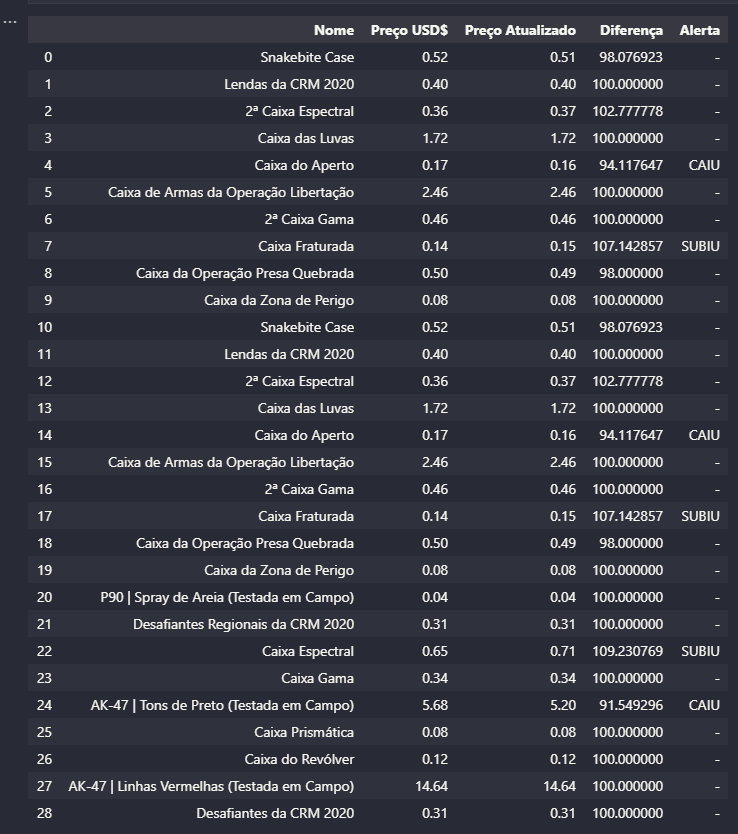 ...
Nome Preço USD$ Preço Atualizado Diferença Alerta
0 Snakebite Case 0.52 0.51 98.076923 -
1 Lendas da CRM 2020 0.40 0.40 100.000000 -
2 2ª Caixa Espectral 0.36 0.37 102.777778 -
3 Caixa das Luvas 1.72 1.72 100.000000 -
4 Caixa do Aperto 0.17 0.16 94.117647 CAIU
5 Caixa de Armas da Operação Libertação 2.46 2.46 100.000000 -
6 2ª Caixa Gama 0.46 0.46 100.000000 -
7 Caixa Fraturada 0.14 0.15 107.142857 SUBIU
8 Caixa da Operação Presa Quebrada 0.50 0.49 98.000000 -
9 Caixa da Zona de Perigo 0.08 0.08 100.000000 -
10 Snakebite Case 0.52 0.51 98.076923 -
11 Lendas da CRM 2020 0.40 0.40 100.000000 -
12 2ª Caixa Espectral 0.36 0.37 102.777778 -
13 Caixa das Luvas 1.72 1.72 100.000000 -
14 Caixa do Aperto 0.17 0.16 94.117647 CAIU
15 Caixa de Armas da Operação Libertação 2.46 2.46 100.000000 -
16 2ª Caixa Gama 0.46 0.46 100.000000 -
17 Caixa Fraturada 0.14 0.15 107.142857 SUBIU
18 Caixa da Operação Presa Quebrada 0.50 0.49 98.000000 -
19 Caixa da Zona de Perigo 0.08 0.08 100.000000 -
20 P90 | Spray de Areia (Testada em Campo) 0.04 0.04 100.000000 -
21 Desafiantes Regionais da CRM 2020 0.31 0.31 100.000000 -
22 Caixa Espectral 0.65 0.71 109.230769 SUBIU
23 Caixa Gama 0.34 0.34 100.000000 -
24 AK-47 | Tons de Preto (Testada em Campo) 5.68 5.20 91.549296 CAIU
25 Caixa Prismática 0.08 0.08 100.000000 -
26 Caixa do Revólver 0.12 0.12 100.000000 -
27 AK-47 | Linhas Vermelhas (Testada em Campo) 14.64 14.64 100.000000 -
28 Desafiantes da CRM 2020 0.31 0.31 100.000000 -